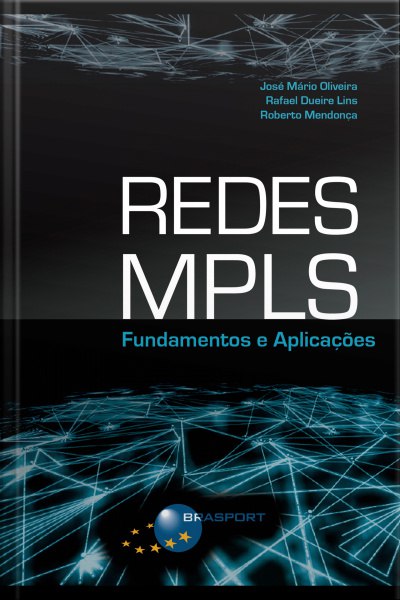 José Mário Oliveira
Rafael Dueire Lins
Roberto Mendonça
REDES
MPLS
Fundamentos e Aplicações
BRASPORT